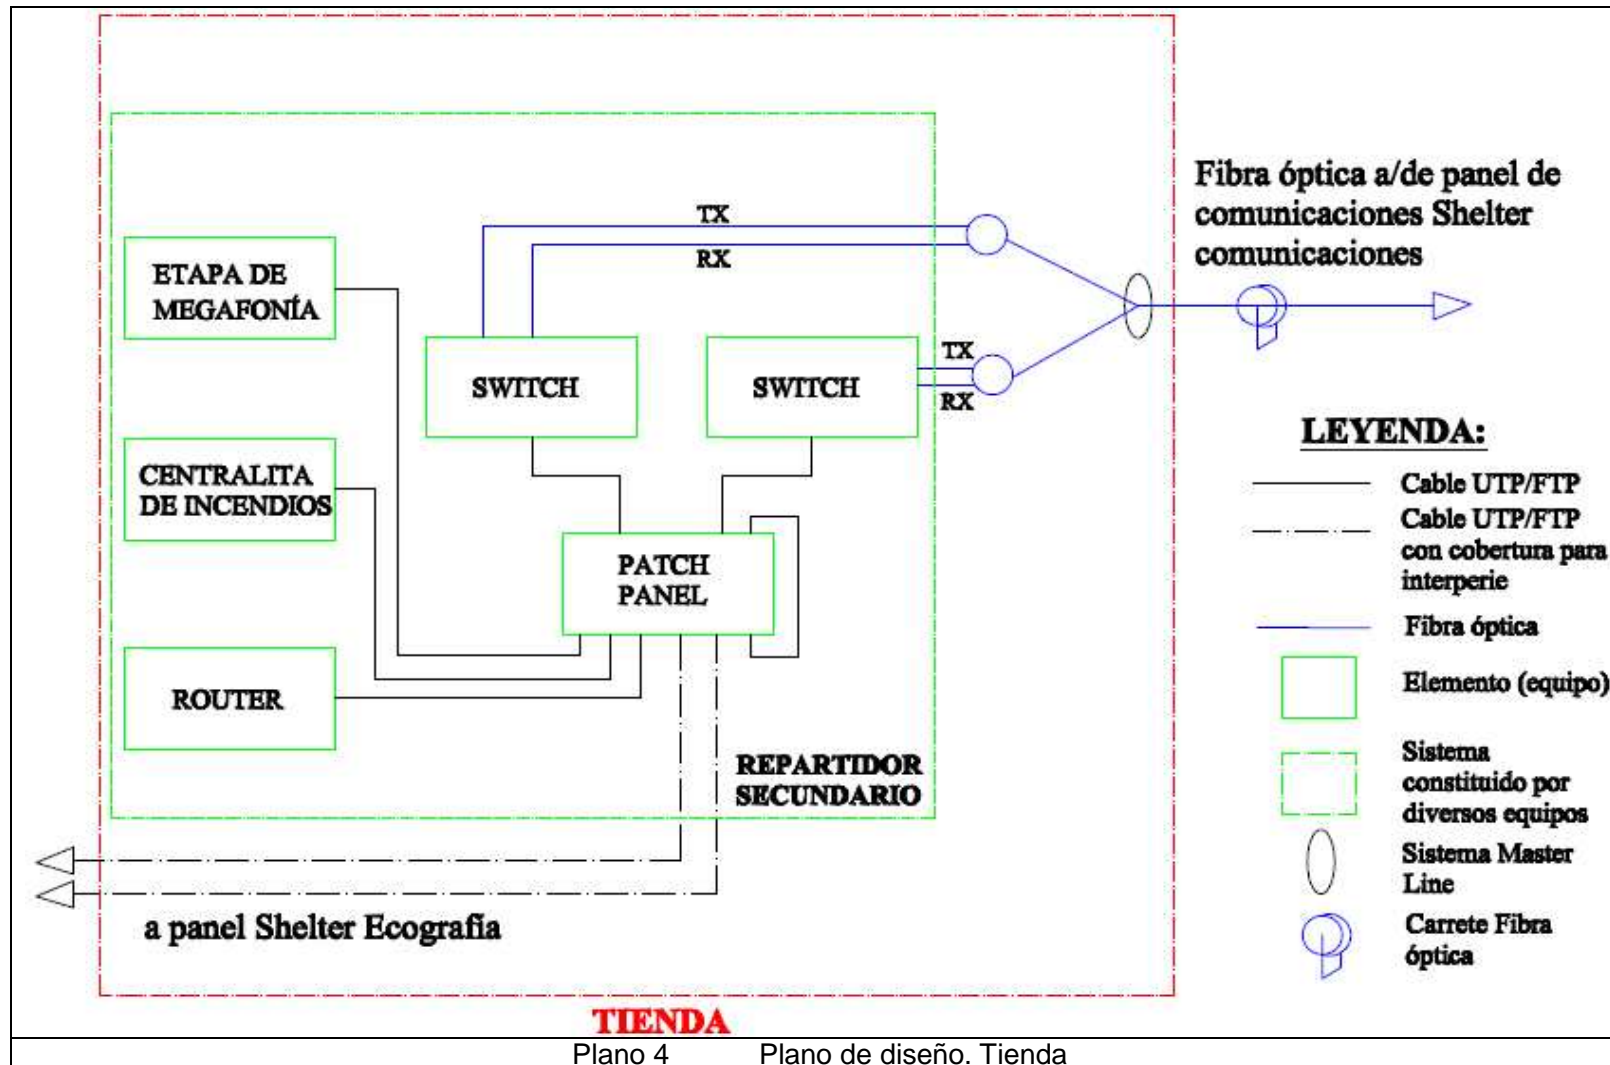 Fibra óptica a/de panel de
comunicaciones Shelter
comunicaciones
TX
RX
ETAPA DE
MEGAFONÍA
SWITCH
SWITCH
TX
RX
CENTRALITA
DE INCENDIOS
PATCH
PANEL
ROUTER
REPARTIDOR
SECUNDARIO
a panel Shelter Ecografía
LEYENDA:
Cable UTP/FTP
Cable UTP/FTP
con cobertura para
interperie
Fibra óptica
Elemento (equipo)
Sistema
constituido por
diversos equipos
Sistema Master
Line
Carrete Fibra
óptica
TIENDA
Plano 4 Plano de diseño. Tienda